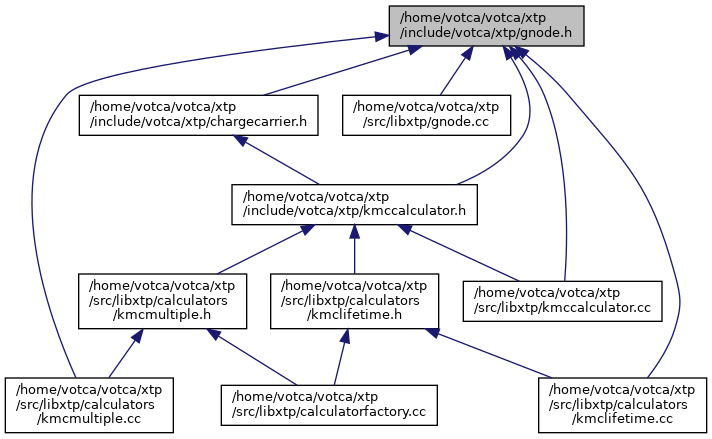 /home/votca/votca/xtp
/include/votca/xtp/gnode.h
/home/votca/votca/xtp
/include/votca/xtp/chargecarrier.h
/home/votca/votca/xtp
/src/libxtp/gnode.cc
/home/votca/votca/xtp
/include/votca/xtp/kmccalculator.h
/home/votca/votca/xtp
/src/libxtp/calculators
/kmcmultiple.h
/home/votca/votca/xtp
/src/libxtp/calculators
/kmclifetime.h
/home/votca/votca/xtp
/src/libxtp/kmccalculator.cc
/home/votca/votca/xtp
/src/libxtp/calculators
/kmcmultiple.cc
/home/votca/votca/xtp
/src/libxtp/calculatorfactory.cc
/home/votca/votca/xtp
/src/libxtp/calculators
/kmclifetime.cc